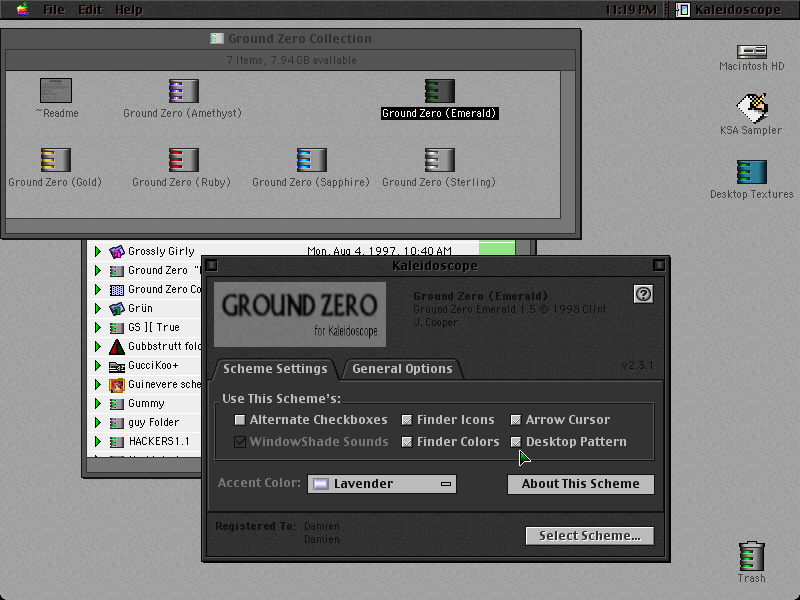 File Edit Help 11:19 PM Kaleidoscope
Ground Zero Collection
7 items, 7.94 GB available
~Readme
Ground Zero (Amethyst)
Ground Zero (Emerald)
Ground Zero (Gold)
Ground Zero (Ruby)
Ground Zero (Sapphire)
Ground Zero (Sterling)
Macintosh HD
KSA Sampler
Desktop Textures
Grossly Girly Mon, Aug 4, 1997, 10:40 AM
Ground Zero
Ground Zero Co
Grün
GS ][ True
Gubbstrutt fold
GucciKoo+
Guinevere sche
Gummy
guy Folder
HACKERS1.1
Kaleidoscope
GROUND ZERO
for Kaleidoscope
Ground Zero (Emerald)
Ground Zero Emerald 1.5 © 1998 Clint
J. Cooper
v2.3.1
Scheme Settings
General Options
Use This Scheme's:
Alternate Checkboxes
Finder Icons
Arrow Cursor
WindowShade Sounds
Finder Colors
Desktop Pattern
Accent Color: Lavender
About This Scheme
Registered To: Damien
Damien
Select Scheme...
Trash